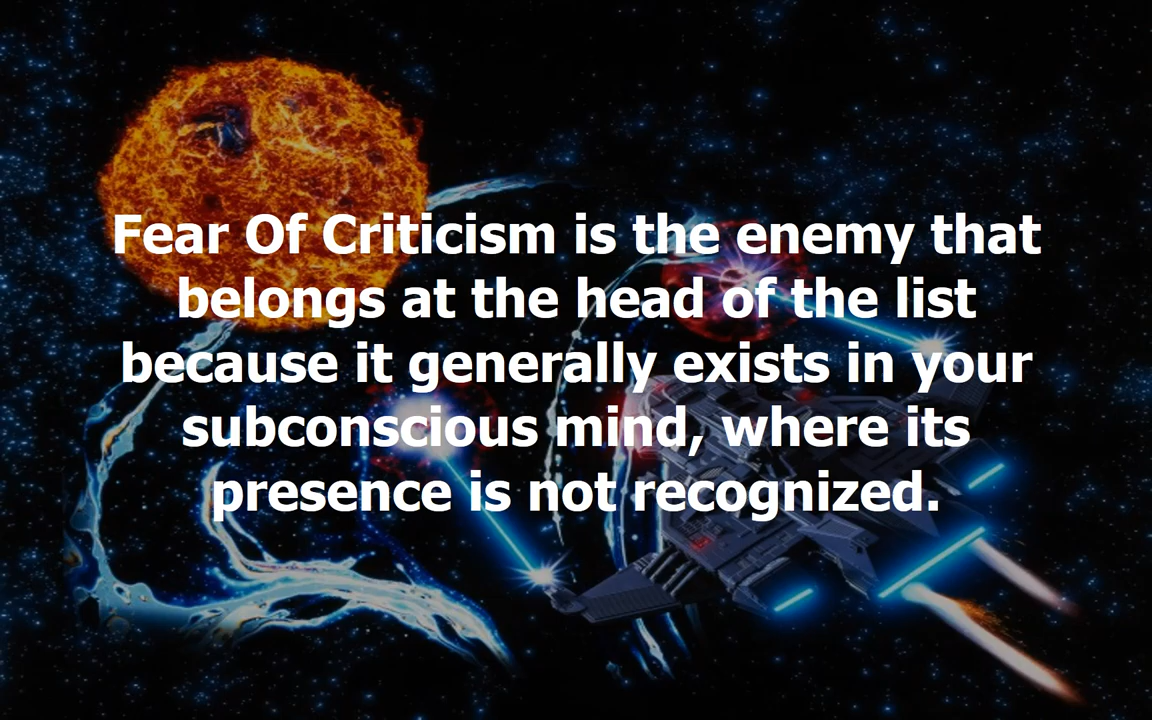 Fear Of Criticism is the enemy that
belongs at the head of the list
because it generally exists in your
subconscious mind, where its
presence is not recognized.